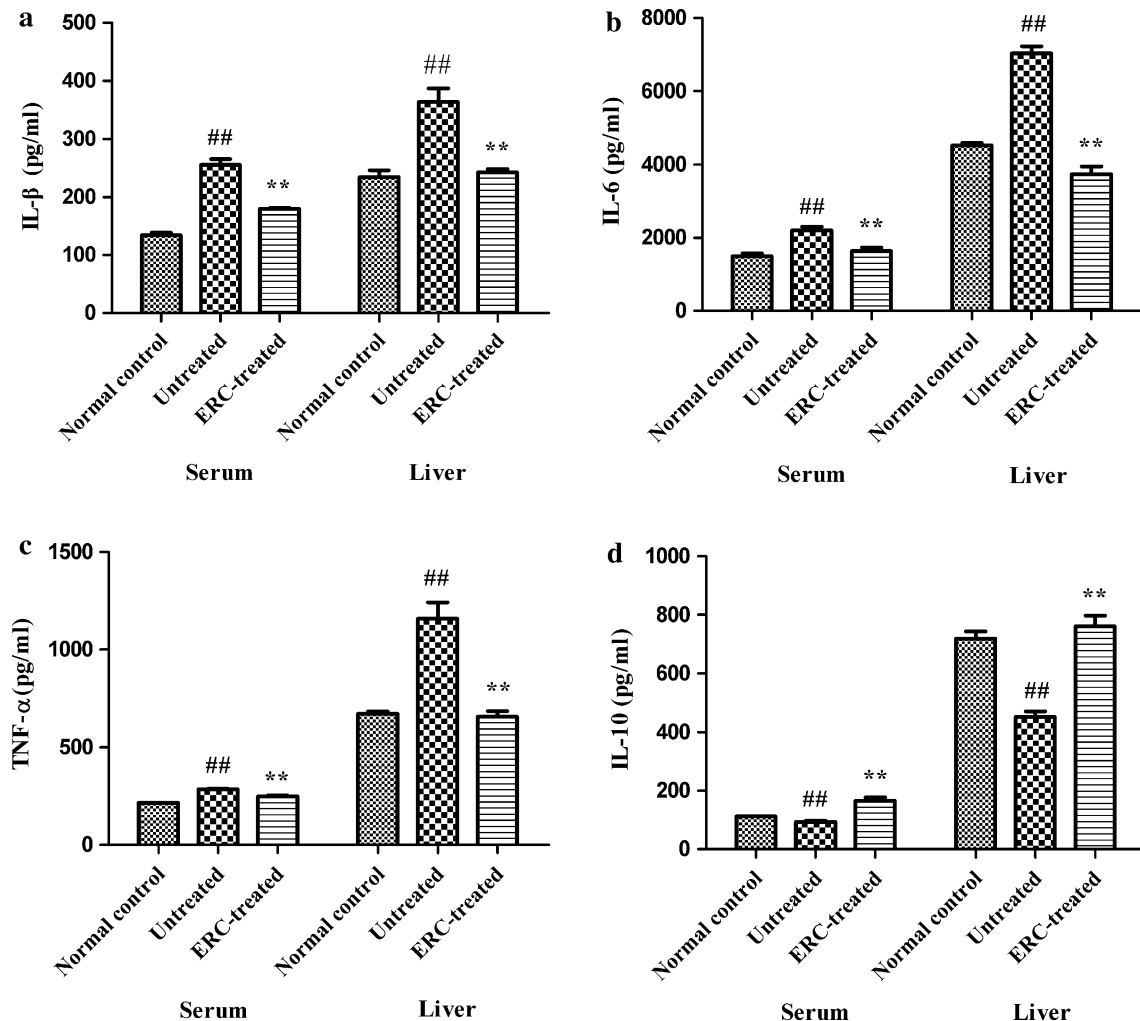 a
500
400
300
200
100
0
IL-β (pg/ml)
##
**
##
**
Normal control
Untreated
ERC-treated
Normal control
Untreated
ERC-treated
Serum
Liver
b
8000
6000
4000
2000
0
IL-6 (pg/ml)
##
**
##
**
Normal control
Untreated
ERC-treated
Normal control
Untreated
ERC-treated
Serum
Liver
c
1500
1000
500
0
TNF-α(pg/ml)
##
**
##
**
Normal control
Untreated
ERC-treated
Normal control
Untreated
ERC-treated
Serum
Liver
d
1000
800
600
400
200
0
IL-10 (pg/ml)
##
**
##
**
Normal control
Untreated
ERC-treated
Normal control
Untreated
ERC-treated
Serum
Liver